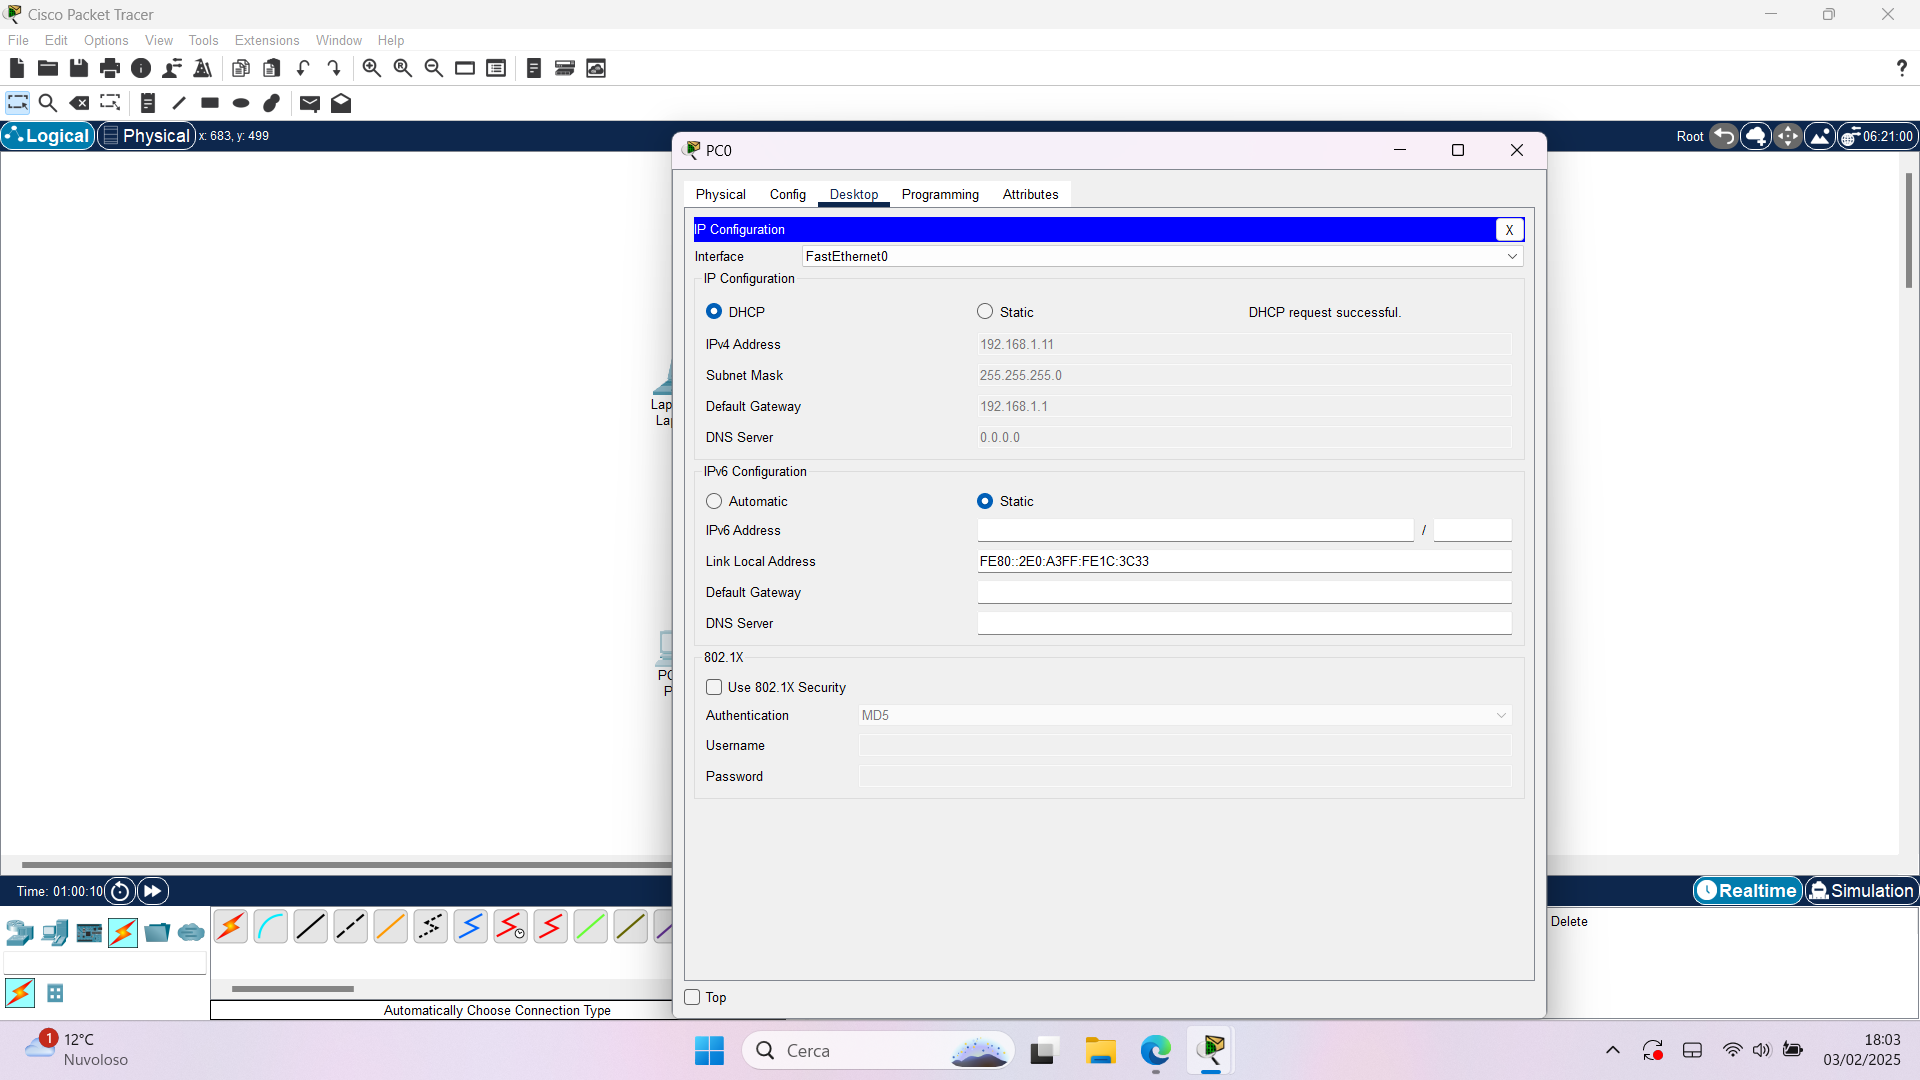 Cisco Packet Tracer
File Edit Options View Tools Extensions Window Help
?
Logical Physical x: 683, y: 499 Root 06:21:00
PC0
Physical Config Desktop Programming Attributes
IP Configuration X
Interface FastEthernet0
IP Configuration
DHCP Static DHCP request successful.
IPv4 Address 192.168.1.11
Subnet Mask 255.255.255.0
Default Gateway 192.168.1.1
DNS Server 0.0.0.0
IPv6 Configuration
Automatic Static
IPv6 Address /
Link Local Address FE80::2E0:A3FF:FE1C:3C33
Default Gateway
DNS Server
802.1X
Use 802.1X Security
Authentication MD5
Username
Password
Top
Lap
La
PC
P
Time: 01:00:10 Realtime Simulation
Delete
Automatically Choose Connection Type
1 12°C
Nuvoloso
Cerca
18:03
03/02/2025